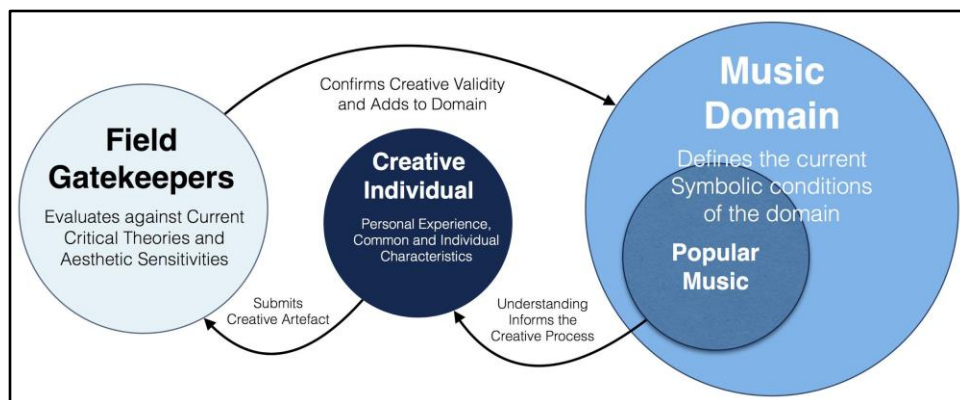 Field
Gatekeepers
Evaluates against Current
Critical Theories and
Aesthetic Sensitivities
Confirms Creative Validity
and Adds to Domain
Creative
Individual
Personal Experience,
Common and Individual
Characteristics
Submits
Creative Artefact
Understanding
Informs the
Creative Process
Music
Domain
Defines the current
Symbolic conditions
of the domain
Popular
Music